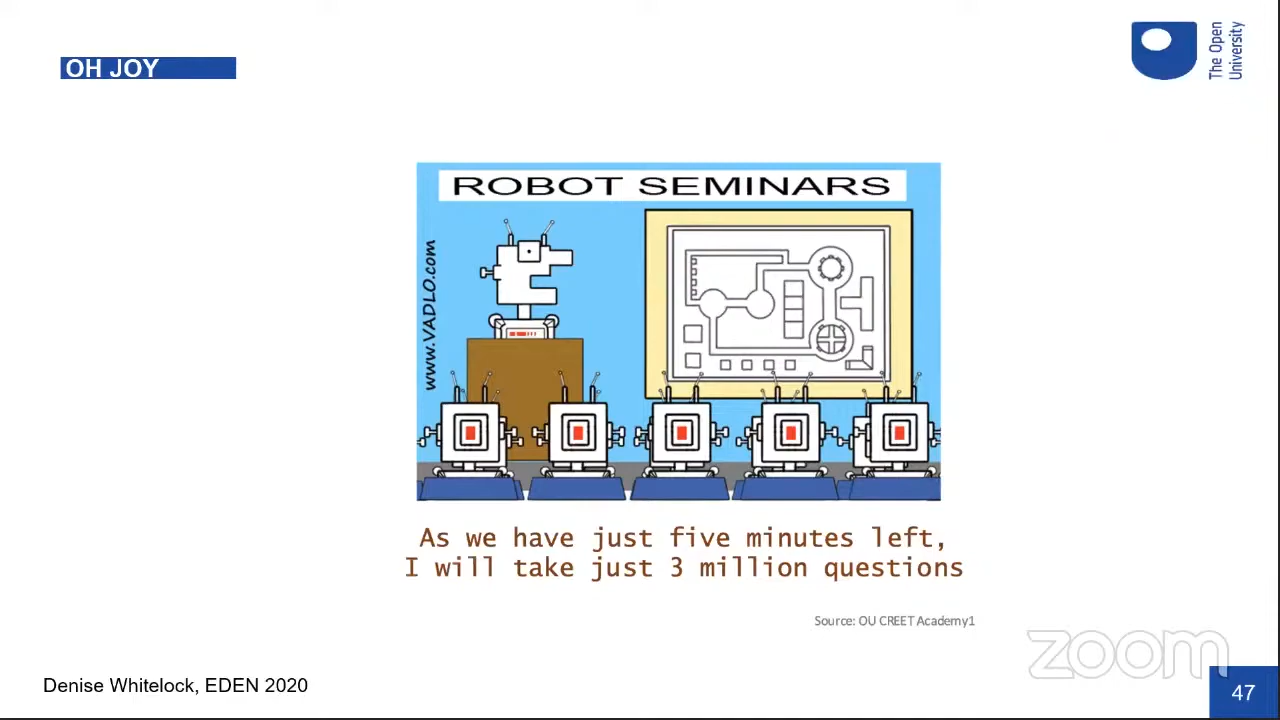 OH JOY
The Open
University
ROBOT SEMINARS
www.VADLO.com
As we have just five minutes left,
I will take just 3 million questions
Source: OU CREET Academy1
zoom
Denise Whitelock, EDEN 2020
47